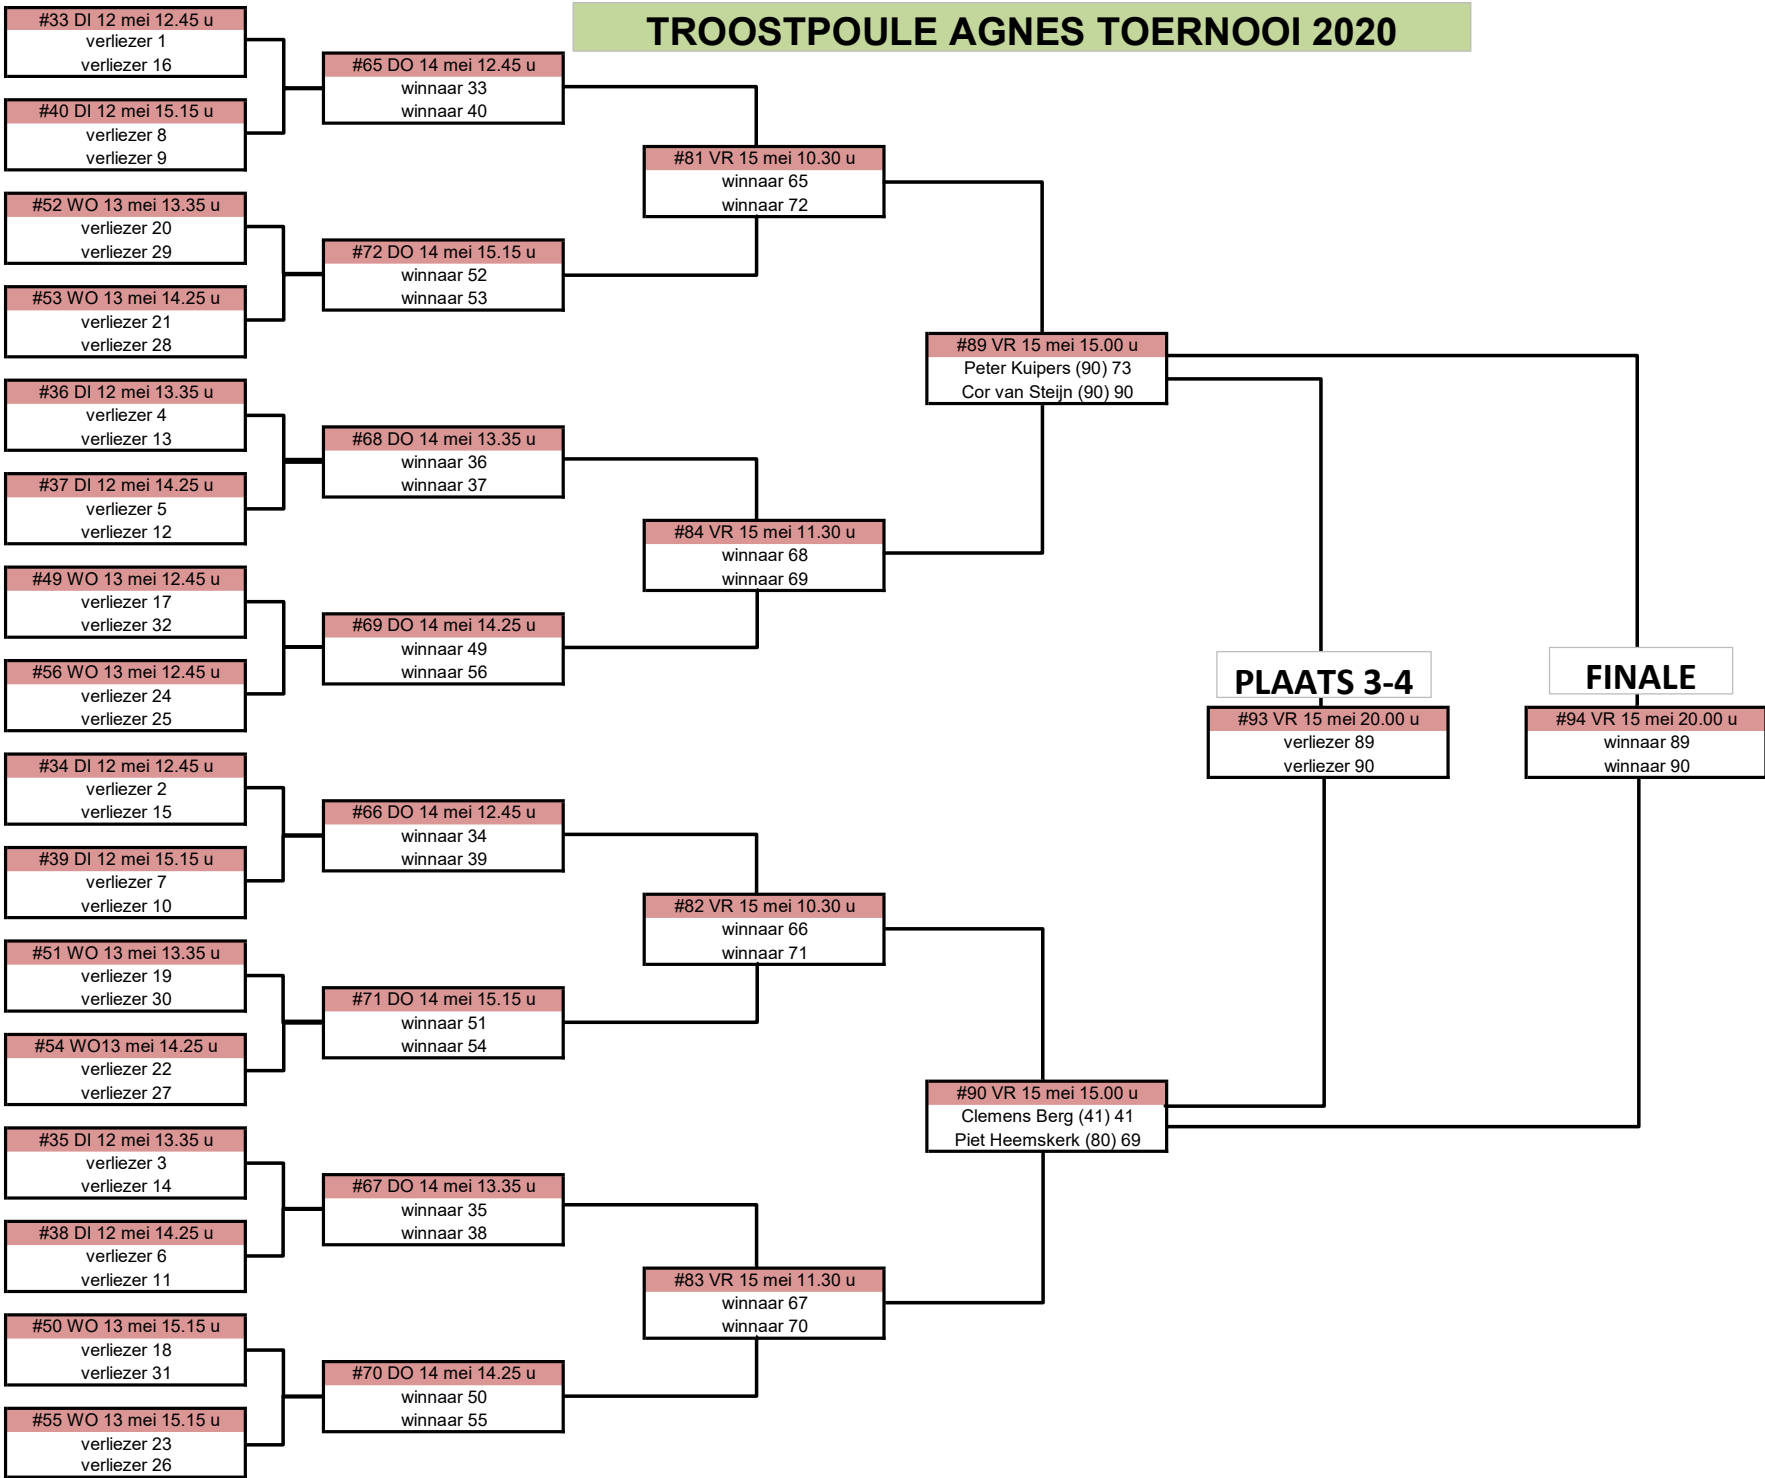 TROOSTPOULE AGNES TOERNOOI 2020
#33 DI 12 mei 12.45 u
verliezer 1
verliezer 16
#40 DI 12 mei 15.15 u
verliezer 8
verliezer 9
#52 WO 13 mei 13.35 u
verliezer 20
verliezer 29
#53 WO 13 mei 14.25 u
verliezer 21
verliezer 28
#36 DI 12 mei 13.35 u
verliezer 4
verliezer 13
#37 DI 12 mei 14.25 u
verliezer 5
verliezer 12
#49 WO 13 mei 12.45 u
verliezer 17
verliezer 32
#56 WO 13 mei 12.45 u
verliezer 24
verliezer 25
#34 DI 12 mei 12.45 u
verliezer 2
verliezer 15
#39 DI 12 mei 15.15 u
verliezer 7
verliezer 10
#51 WO 13 mei 13.35 u
verliezer 19
verliezer 30
#54 WO13 mei 14.25 u
verliezer 22
verliezer 27
#35 DI 12 mei 13.35 u
verliezer 3
verliezer 14
#38 DI 12 mei 14.25 u
verliezer 6
verliezer 11
#50 WO 13 mei 15.15 u
verliezer 18
verliezer 31
#55 WO 13 mei 15.15 u
verliezer 23
verliezer 26
#65 DO 14 mei 12.45 u
winnaar 33
winnaar 40
#72 DO 14 mei 15.15 u
winnaar 52
winnaar 53
#68 DO 14 mei 13.35 u
winnaar 36
winnaar 37
#69 DO 14 mei 14.25 u
winnaar 49
winnaar 56
#66 DO 14 mei 12.45 u
winnaar 34
winnaar 39
#71 DO 14 mei 15.15 u
winnaar 51
winnaar 54
#67 DO 14 mei 13.35 u
winnaar 35
winnaar 38
#70 DO 14 mei 14.25 u
winnaar 50
winnaar 55
#81 VR 15 mei 10.30 u
winnaar 65
winnaar 72
#84 VR 15 mei 11.30 u
winnaar 68
winnaar 69
#82 VR 15 mei 10.30 u
winnaar 66
winnaar 71
#83 VR 15 mei 11.30 u
winnaar 67
winnaar 70
#89 VR 15 mei 15.00 u
Peter Kuipers (90) 73
Cor van Steijn (90) 90
#90 VR 15 mei 15.00 u
Clemens Berg (41) 41
Piet Heemskerk (80) 69
PLAATS 3-4
#93 VR 15 mei 20.00 u
verliezer 89
verliezer 90
FINALE
#94 VR 15 mei 20.00 u
winnaar 89
winnaar 90